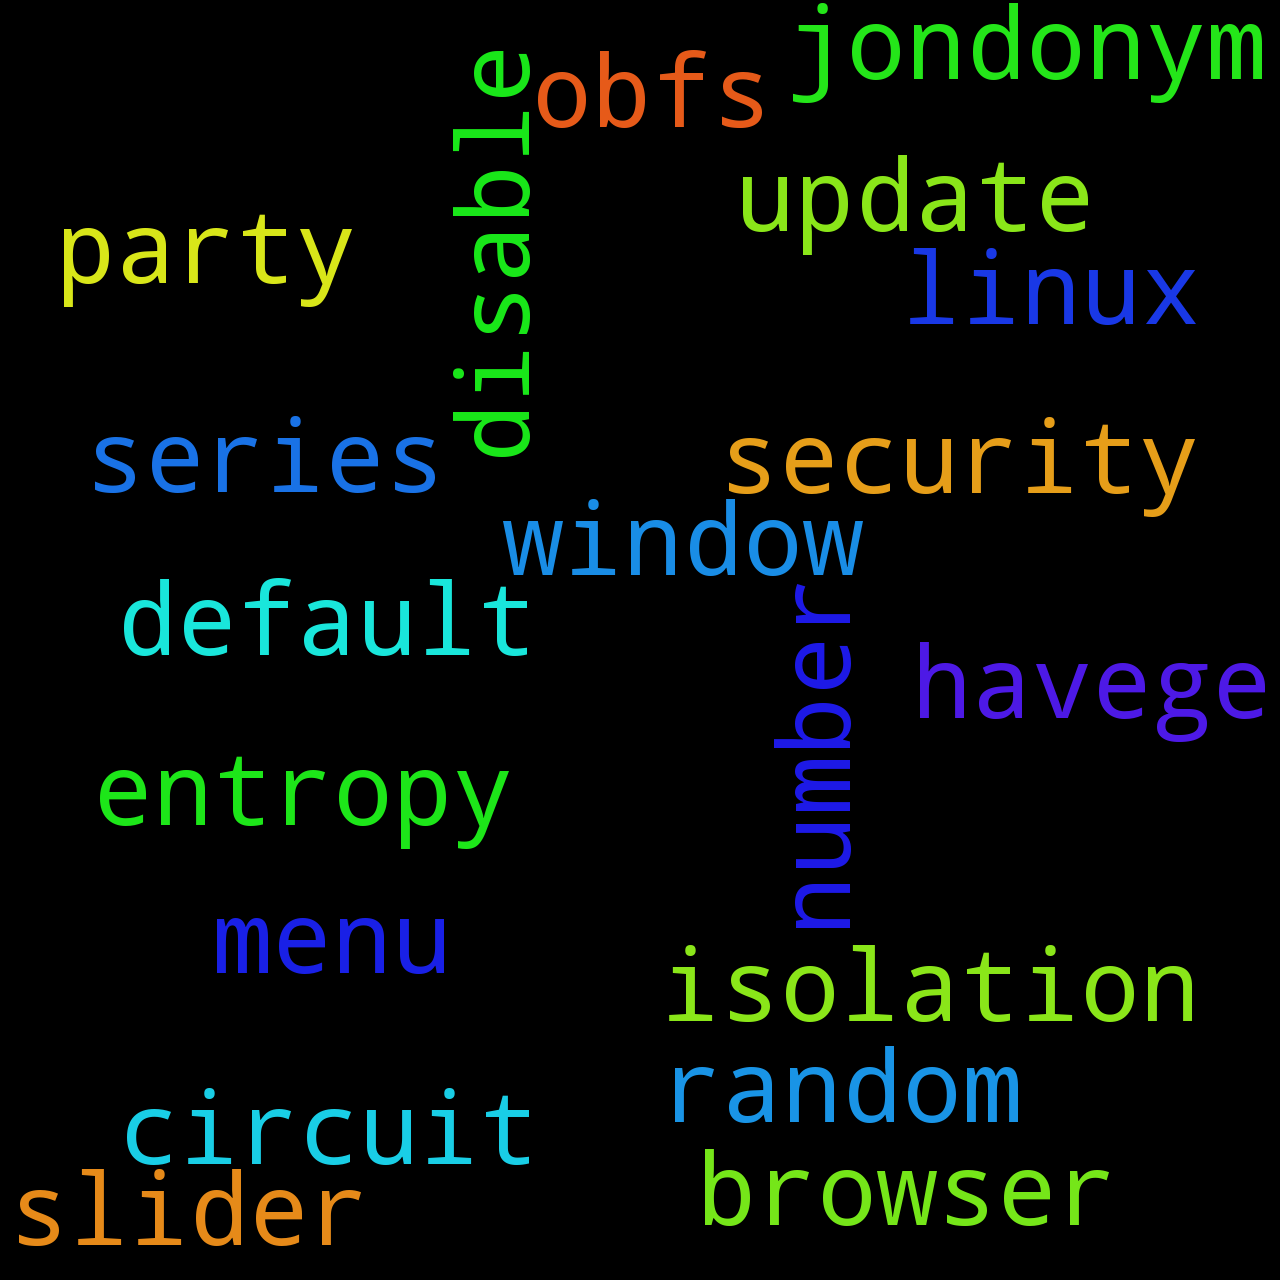 jondonym
obfs
disable
update
party
linux
series
security
window
default
number
havege
entropy
menu
isolation
random
circuit
browser
slider